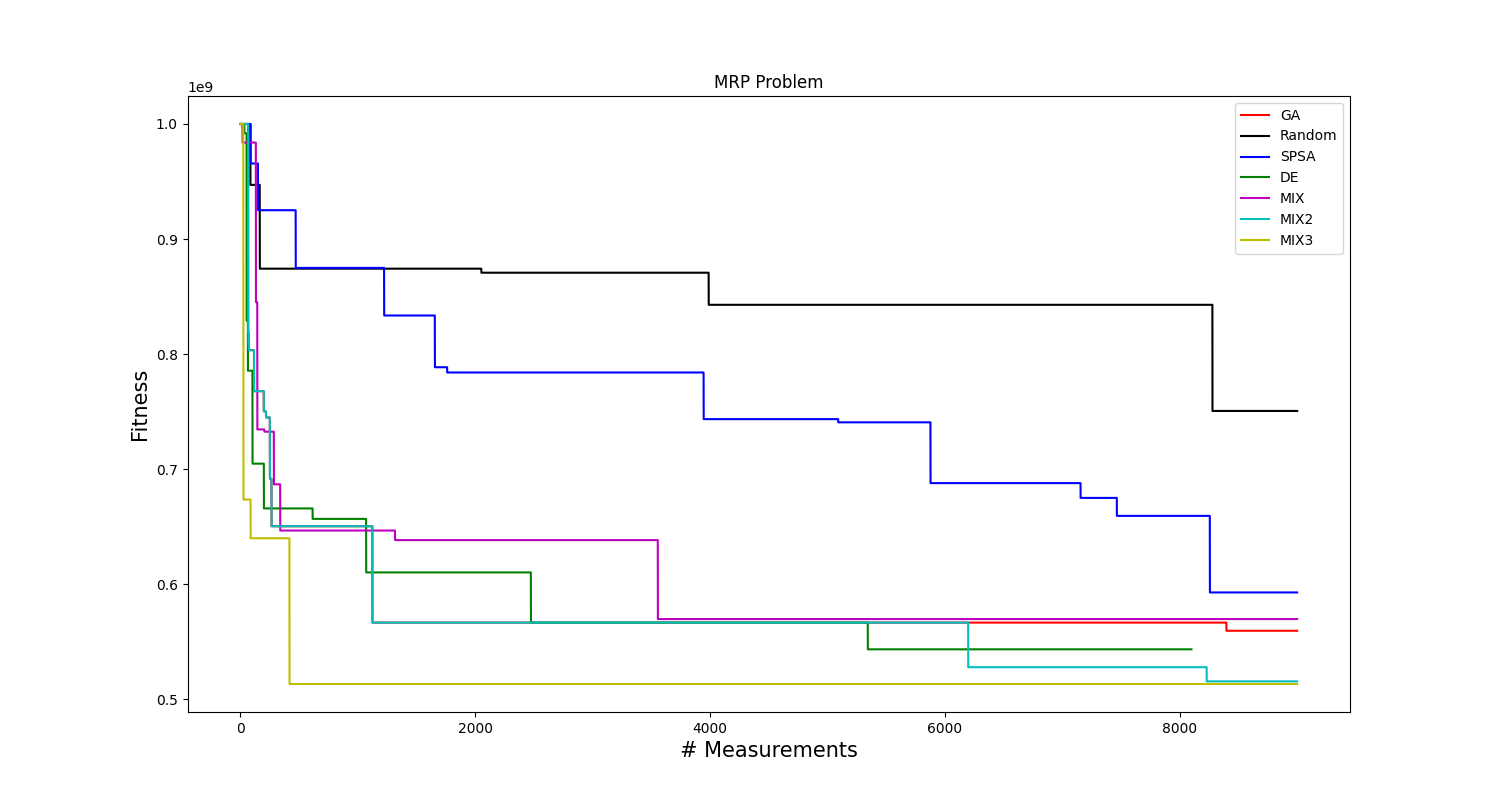 MRP Problem
1e9
1.0
0.9
0.8
0.7
0.6
0.5
Fitness
0
2000
4000
6000
8000
# Measurements
GA
Random
SPSA
DE
MIX
MIX2
MIX3